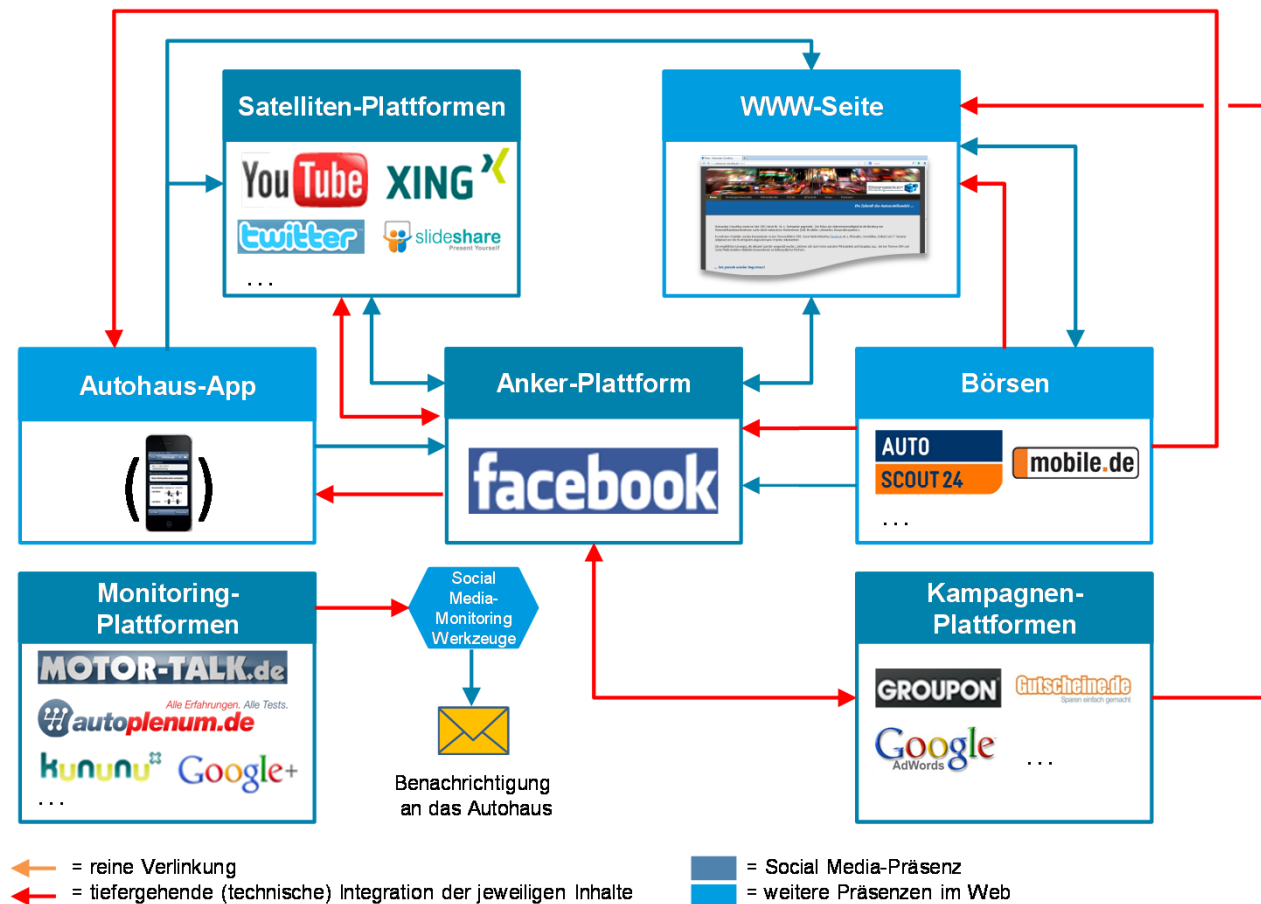 Satelliten-Plattformen
WWW-Seite
YouTube
XING
twitter
slideshare
Present Yourself
. . .
Autohaus-App
Anker-Plattform
Börsen
( )
facebook
AUTO
SCOUT 24
mobile.de
. . .
Monitoring-
Plattformen
Social
Media-
Monitoring
Werkzeuge
Kampagnen-
Plattformen
MOTOR-TALK.de
Alle Erfahrungen. Alle Tests.
autoplenum.de
kununu
Google+
. . .
GROUPON
Gutscheine.de
Sparen einfach gemacht
Google
AdWords
. . .
Benachrichtigung
an das Autohaus
= reine Verlinkung
= tiefergehende (technische) Integration der jeweiligen Inhalte
= Social Media-Präsenz
= weitere Präsenzen im Web